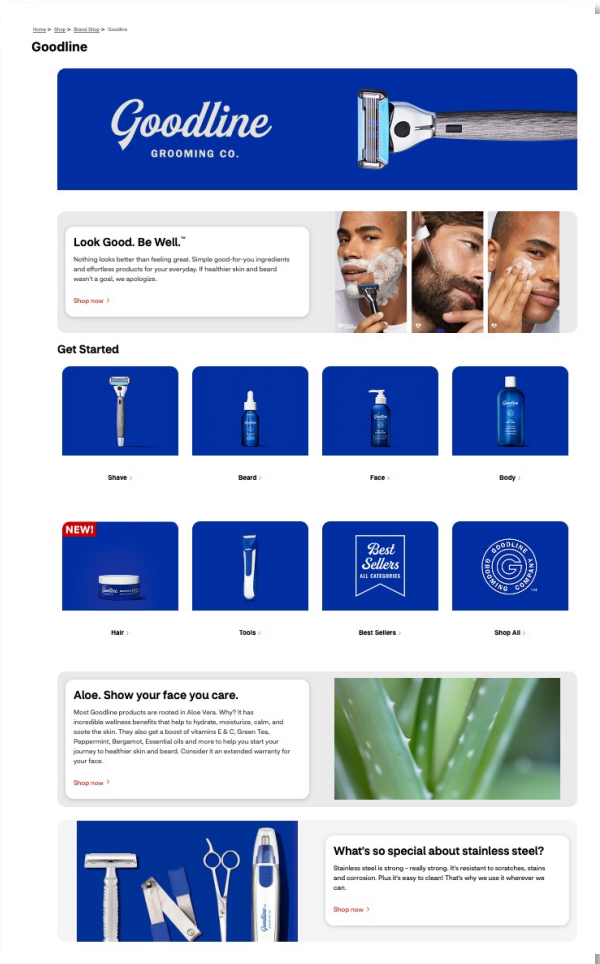 Home > Shop > Brand Shop > Goodline
Goodline
Goodline
GROOMING CO.
Look Good. Be Well.™
Nothing looks better than feeling great. Simple good-for-you ingredients
and effortless products for your everyday. If healthier skin and beard
wasn't a goal, we apologize.
Shop now >
Get Started
Shave >
Beard >
Face >
Body >
NEW!
Hair >
Tools >
Best
Sellers
ALL CATEGORIES
Best Sellers >
GOODLINE
GROOMING COMPANY
G
TM
Shop All >
Aloe. Show your face you care.
Most Goodline products are rooted in Aloe Vera. Why? It has
incredible wellness benefits that help to hydrate, moisturize, calm, and
soote the skin. They also get a boost of vitamins E & C, Green Tea,
Peppermint, Bergamot, Essential oils and more to help you start your
journey to healthier skin and beard. Consider it an extended warranty for
your face.
Shop now >
Goodline
What's so special about stainless steel?
Stainless steel is strong – really strong. It's resistant to scratches, stains
and corrosion. Plus it's easy to clean! That's why we use it wherever we
can.
Shop now >